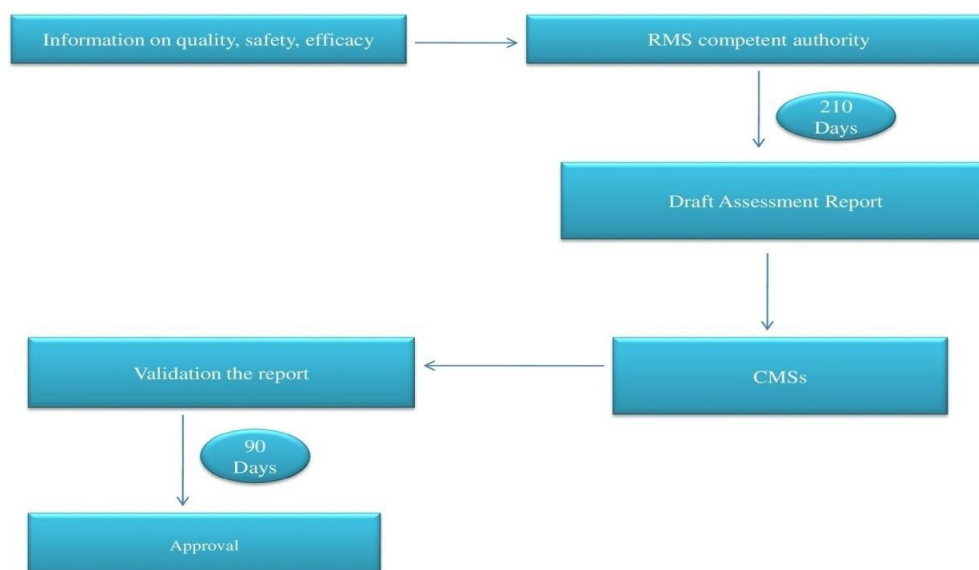 Information on quality, safety, efficacy
RMS competent authority
210
Days
Draft Assessment Report
CMSs
Validation the report
90
Days
Approval